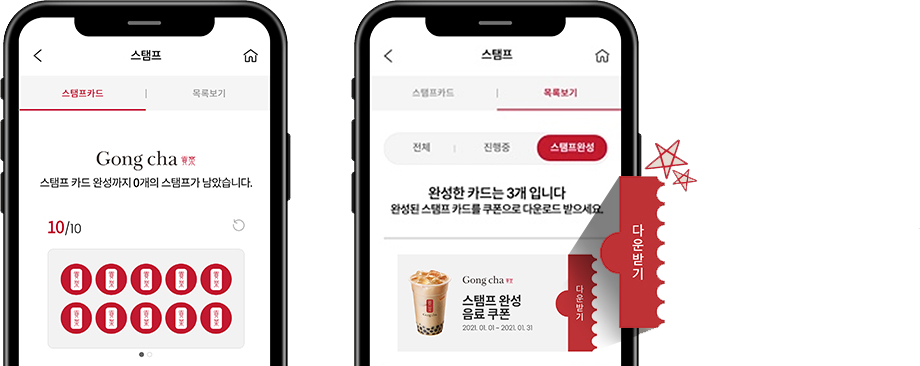 스탬프
스탬프카드 | 목록보기
Gong cha 貢茶
스탬프 카드 완성까지 0개의 스탬프가 남았습니다.
10/10
스탬프
스탬프카드 | 목록보기
전체 | 진행중 | 스탬프완성
완성한 카드는 3개 입니다
완성된 스탬프 카드를 쿠폰으로 다운로드 받으세요.
Gong cha 貢茶
스탬프 완성
음료 쿠폰
2021. 01. 01 ~ 2021. 01. 31
Gong cha
다운받기
다운받기